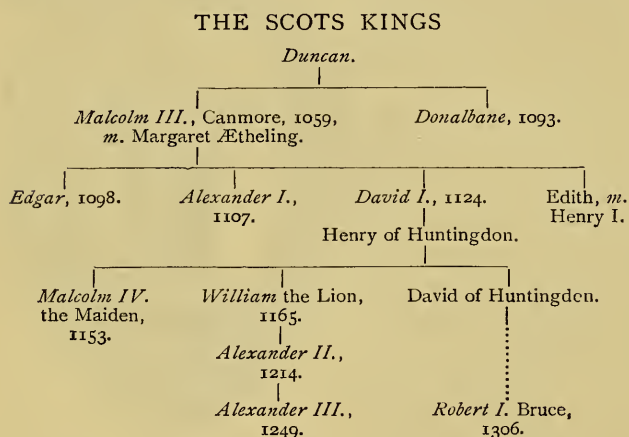 THE SCOTS KINGS
Duncan.
Malcolm III., Canmore, 1059,
m. Margaret Ætheling.
Donalbane, 1093.
Edgar, 1098.
Alexander I.,
1107.
David I., 1124.
Edith, m.
Henry I.
Henry of Huntingdon.
Malcolm IV.
the Maiden,
1153.
William the Lion,
1165.
David of Huntingdon.
Alexander II.,
1214.
Alexander III.,
1249.
Robert I. Bruce,
1306.